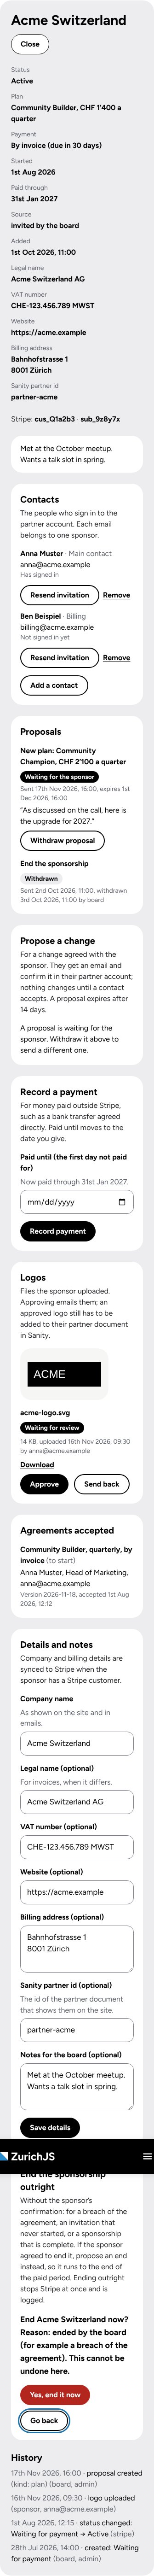 Acme Switzerland
Close
Status
Active
Plan
Community Builder, CHF 1'400 a
quarter
Payment
By invoice (due in 30 days)
Started
1st Aug 2026
Paid through
31st Jan 2027
Source
invited by the board
Added
1st Oct 2026, 11:00
Legal name
Acme Switzerland AG
VAT number
CHE-123.456.789 MWST
Website
https://acme.example
Billing address
Bahnhofstrasse 1
8001 Zürich
Sanity partner id
partner-acme
Stripe: cus_Q1a2b3 · sub_9z8y7x
Met at the October meetup.
Wants a talk slot in spring.
Contacts
The people who sign in to the
partner account. Each email
belongs to one sponsor.
Anna Muster · Main contact
anna@acme.example
Has signed in
Resend invitation Remove
Ben Beispiel · Billing
billing@acme.example
Not signed in yet
Resend invitation Remove
Add a contact
Proposals
New plan: Community
Champion, CHF 2'100 a quarter
Waiting for the sponsor
Sent 17th Nov 2026, 16:00, expires 1st
Dec 2026, 16:00
“As discussed on the call, here is
the upgrade for 2027.”
Withdraw proposal
End the sponsorship
Withdrawn
Sent 2nd Oct 2026, 11:00, withdrawn
3rd Oct 2026, 11:00 by board
Propose a change
For a change agreed with the
sponsor. They get an email and
confirm it in their partner account;
nothing changes until a contact
accepts. A proposal expires after
14 days.
A proposal is waiting for the
sponsor. Withdraw it above to
send a different one.
Record a payment
For money paid outside Stripe,
such as a bank transfer agreed
directly. Paid until moves to the
date you give.
Paid until (the first day not paid
for)
Now paid through 31st Jan 2027.
mm/dd/yyyy
Record payment
Logos
Files the sponsor uploaded.
Approving emails them; an
approved logo still has to be
added to their partner document
in Sanity.
ACME
acme-logo.svg
Waiting for review
14 KB, uploaded 16th Nov 2026, 09:30
by anna@acme.example
Download
Approve Send back
Agreements accepted
Community Builder, quarterly, by
invoice (to start)
Anna Muster, Head of Marketing,
anna@acme.example
Version 2026-11-18, accepted 1st Aug
2026, 12:12
Details and notes
Company and billing details are
synced to Stripe when the
sponsor has a Stripe customer.
Company name
As shown on the site and in
emails.
Acme Switzerland
Legal name (optional)
For invoices, when it differs.
Acme Switzerland AG
VAT number (optional)
CHE-123.456.789 MWST
Website (optional)
https://acme.example
Billing address (optional)
Bahnhofstrasse 1
8001 Zürich
Sanity partner id (optional)
The id of the partner document
that shows them on the site.
partner-acme
Notes for the board (optional)
Met at the October meetup.
Wants a talk slot in spring.
Save details
ZurichJS
End the sponsorship
outright
Without the sponsor's
confirmation: for a breach of the
agreement, an invitation that
never started, or a sponsorship
that is complete. If the sponsor
agreed to end it, propose an end
instead, so it runs to the end of
the paid period. Ending outright
stops Stripe at once and is
logged.
End Acme Switzerland now?
Reason: ended by the board
(for example a breach of the
agreement). This cannot be
undone here.
Yes, end it now
Go back
History
17th Nov 2026, 16:00 · proposal created
(kind: plan) (board, admin)
16th Nov 2026, 09:30 · logo uploaded
(sponsor, anna@acme.example)
1st Aug 2026, 12:15 · status changed:
Waiting for payment → Active (stripe)
28th Jul 2026, 14:00 · created: Waiting
for payment (board, admin)